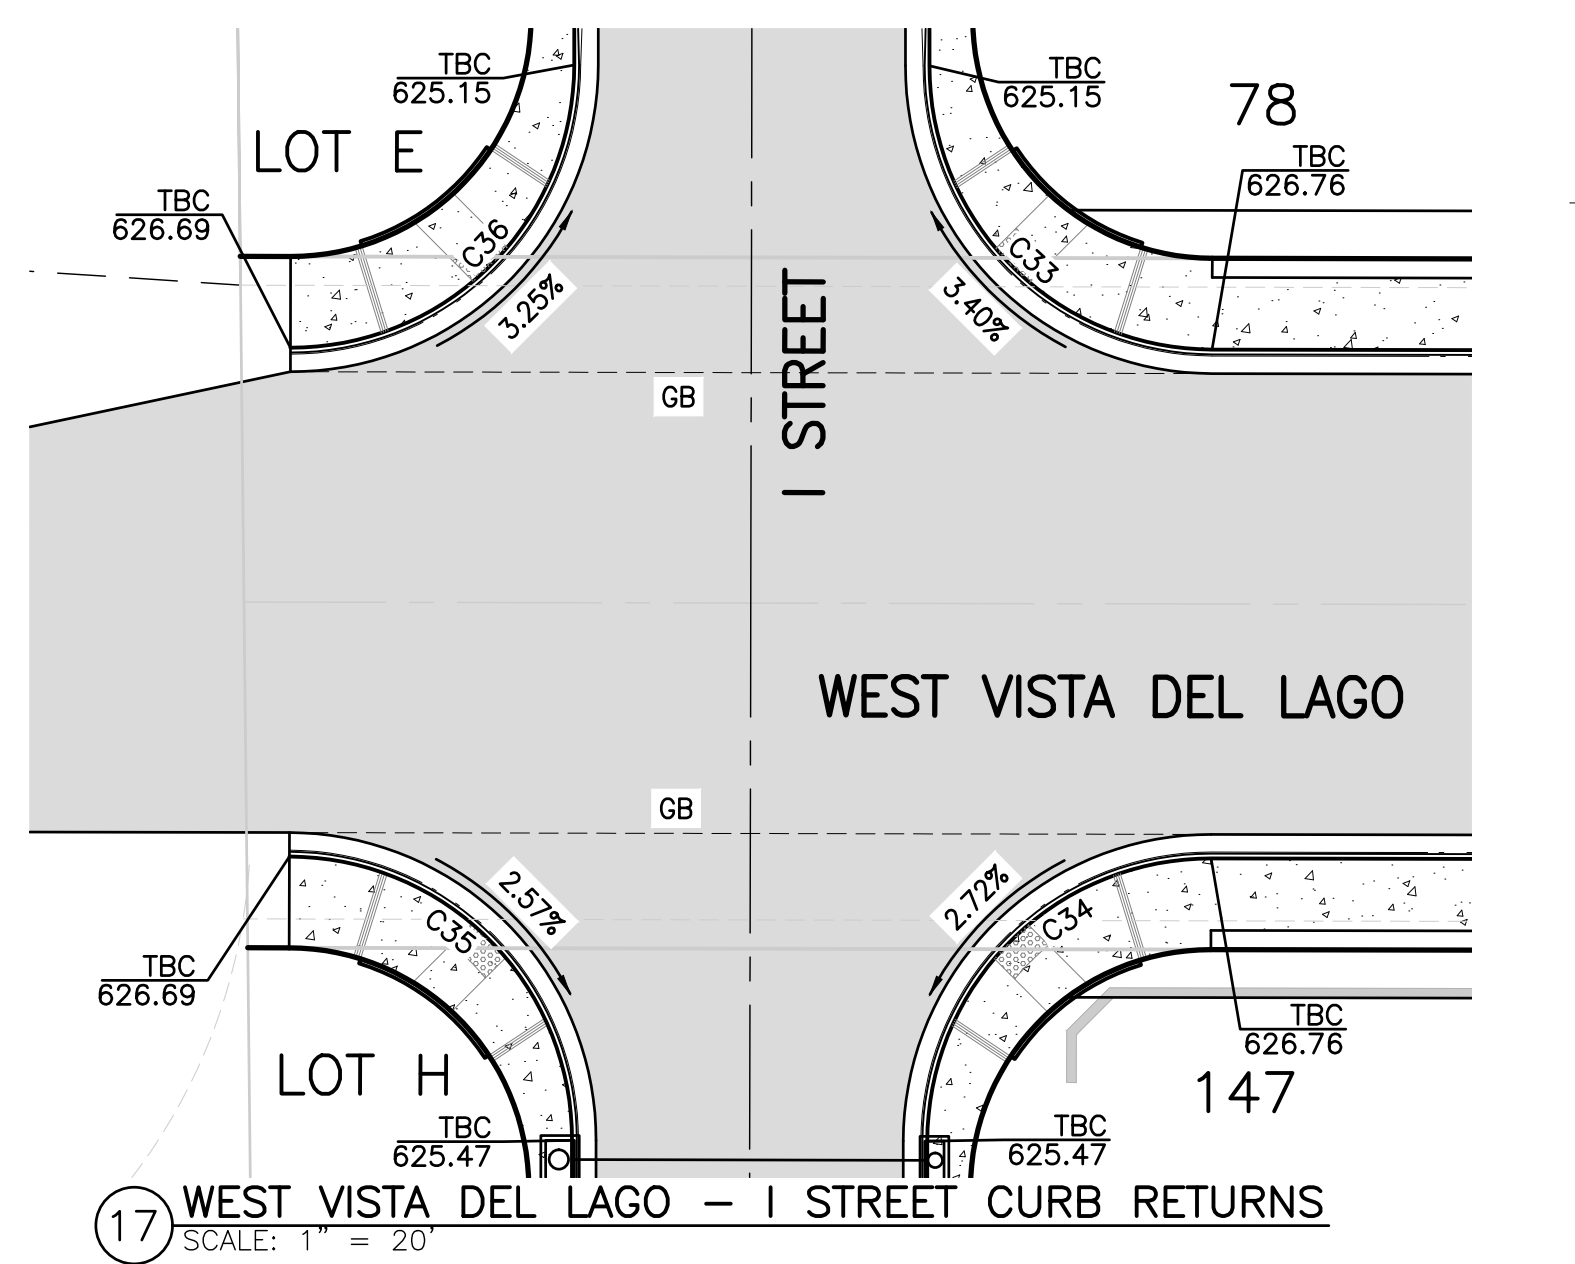 TBC
625.15
TBC
625.15
78
LOT E
TBC
626.76
TBC
626.69
C36
C33
3.25%
3.40%
I STREET
GB
WEST VISTA DEL LAGO
GB
2.57%
2.72%
C35
C34
TBC
626.69
TBC
626.76
LOT H
147
TBC
625.47
TBC
625.47
17
WEST VISTA DEL LAGO - I STREET CURB RETURNS
SCALE: 1" = 20'